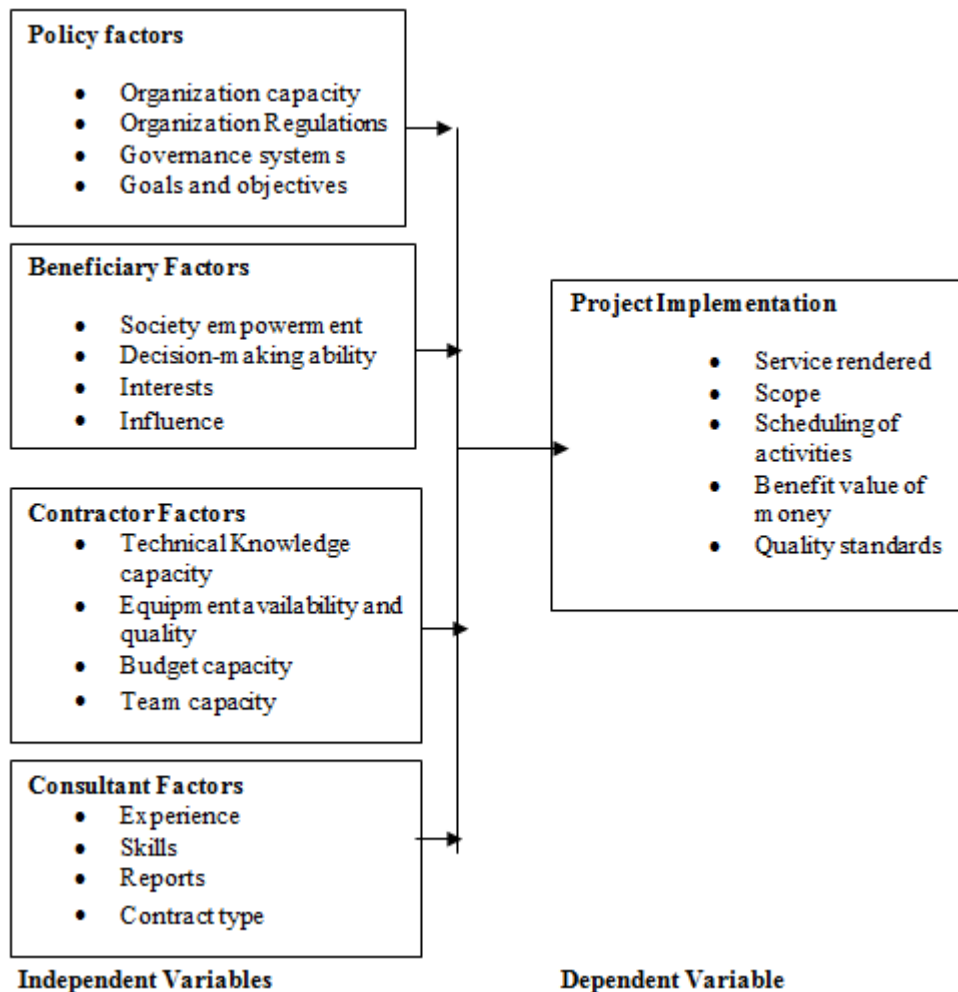 Policy factors
• Organization capacity
• Organization Regulations
• Governance systems
• Goals and objectives
Beneficiary Factors
• Society empowerment
• Decision-making ability
• Interests
• Influence
Contractor Factors
• Technical Knowledge
capacity
• Equipment availability and
quality
• Budget capacity
• Team capacity
Consultant Factors
• Experience
• Skills
• Reports
• Contract type
Independent Variables
Project Implementation
• Service rendered
• Scope
• Scheduling of
activities
• Benefit value of
money
• Quality standards
Dependent Variable